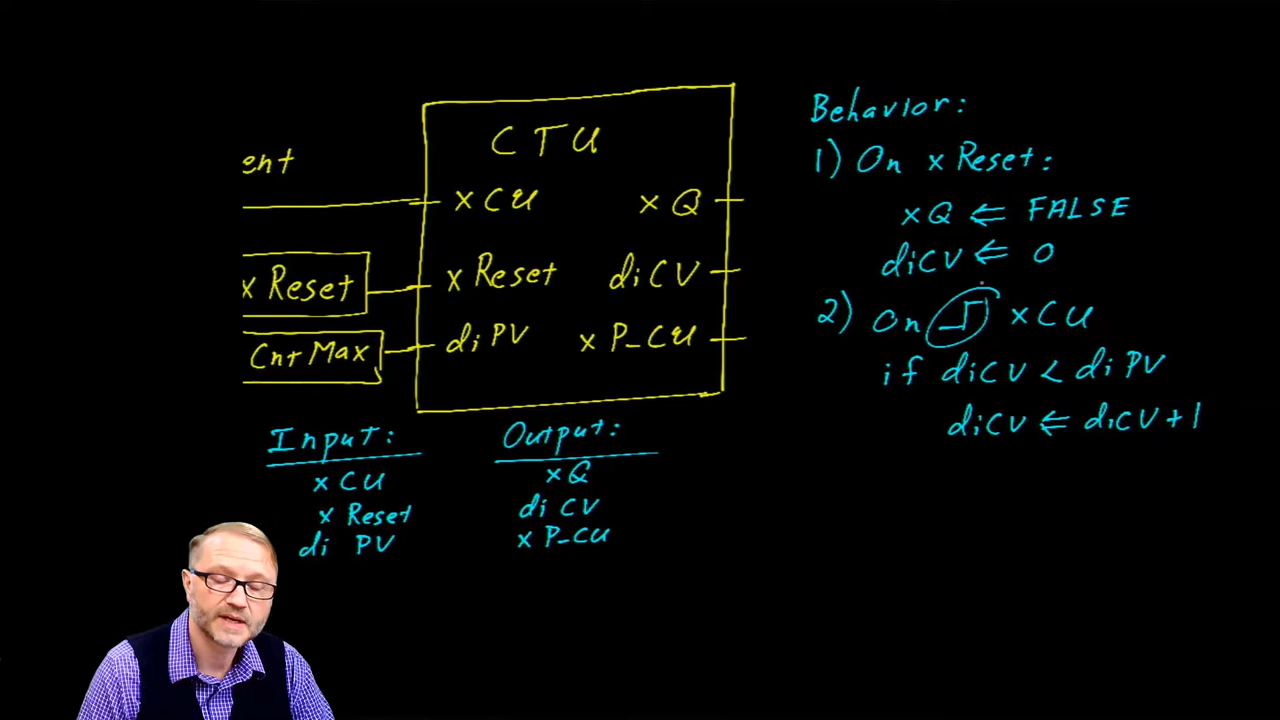 ent
CTU
xCU
xReset
diPV
xQ
diCV
xP_CU
xReset
CntMax
Input:
xCU
xReset
diPV
Output:
xQ
diCV
xP_CU
Behavior:
1) On xReset:
xQ ⇐ FALSE
diCV ⇐ 0
2) On xCU
if diCV < diPV
diCV ⇐ diCV + 1